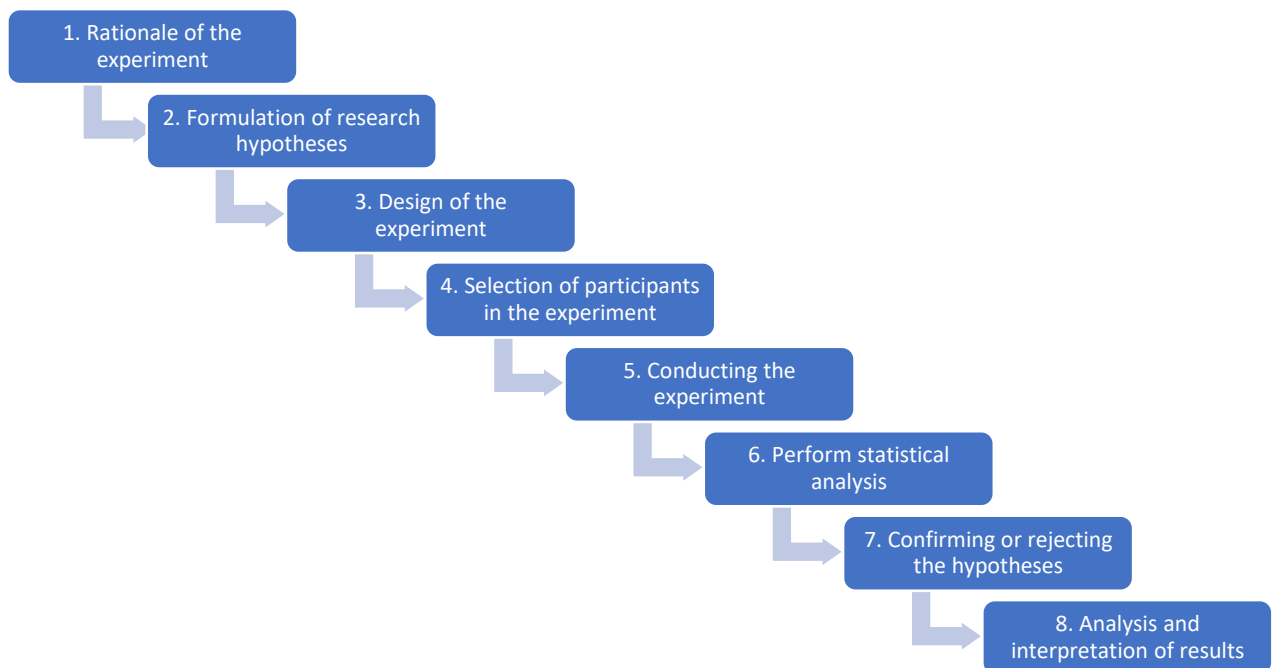 1. Rationale of the
experiment
2. Formulation of research
hypotheses
3. Design of the
experiment
4. Selection of participants
in the experiment
5. Conducting the
experiment
6. Perform statistical
analysis
7. Confirming or rejecting
the hypotheses
8. Analysis and
interpretation of results